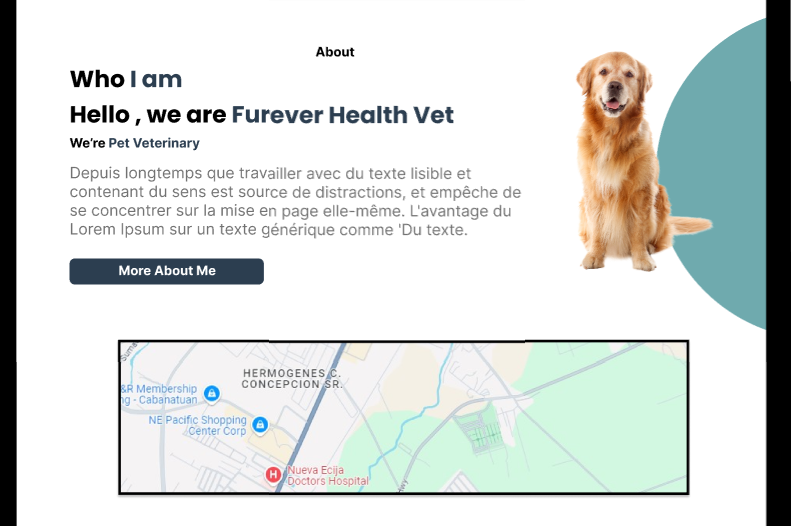 About
Who I am
Hello , we are Furever Health Vet
We're Pet Veterinary
Depuis longtemps que travailler avec du texte lisible et
contenant du sens est source de distractions, et empêche de
se concentrer sur la mise en page elle-même. L'avantage du
Lorem Ipsum sur un texte générique comme 'Du texte.
More About Me
HERMOGENES C.
CONCEPCION SR.
&R Membership
ng - Cabanatuan
NE Pacific Shopping
Center Corp
Nueva Ecija
Doctors Hospital